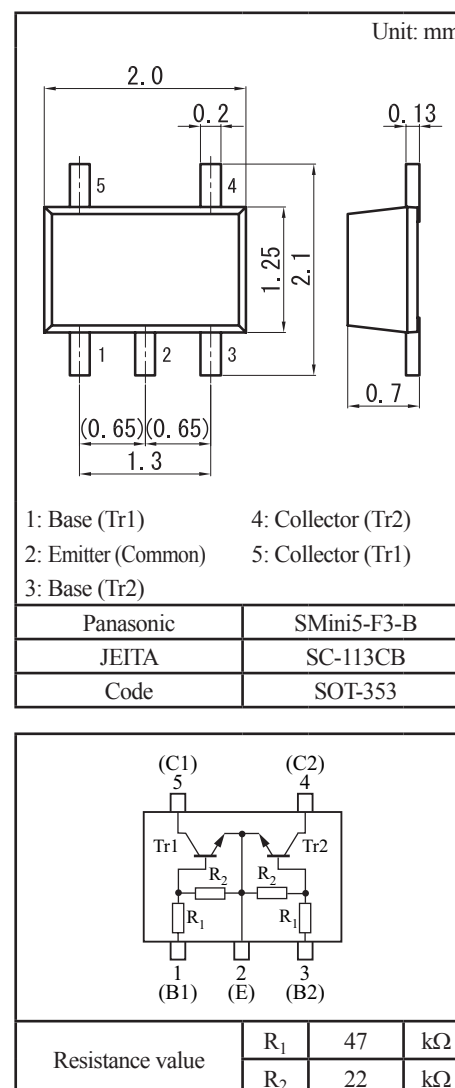 Unit: mm
2.0
0.2
0.13
5
4
1.25
2.1
1
2
3
0.7
(0.65)(0.65)
1.3
1: Base (Tr1) 4: Collector (Tr2)
2: Emitter (Common) 5: Collector (Tr1)
3: Base (Tr2)
Panasonic SMini5-F3-B
JEITA SC-113CB
Code SOT-353
(C1) (C2)
5 4
Tr1 Tr2
R2 R2
R1 R1
1 2 3
(B1) (E) (B2)
Resistance value R1 47 kΩ
R2 22 kΩ